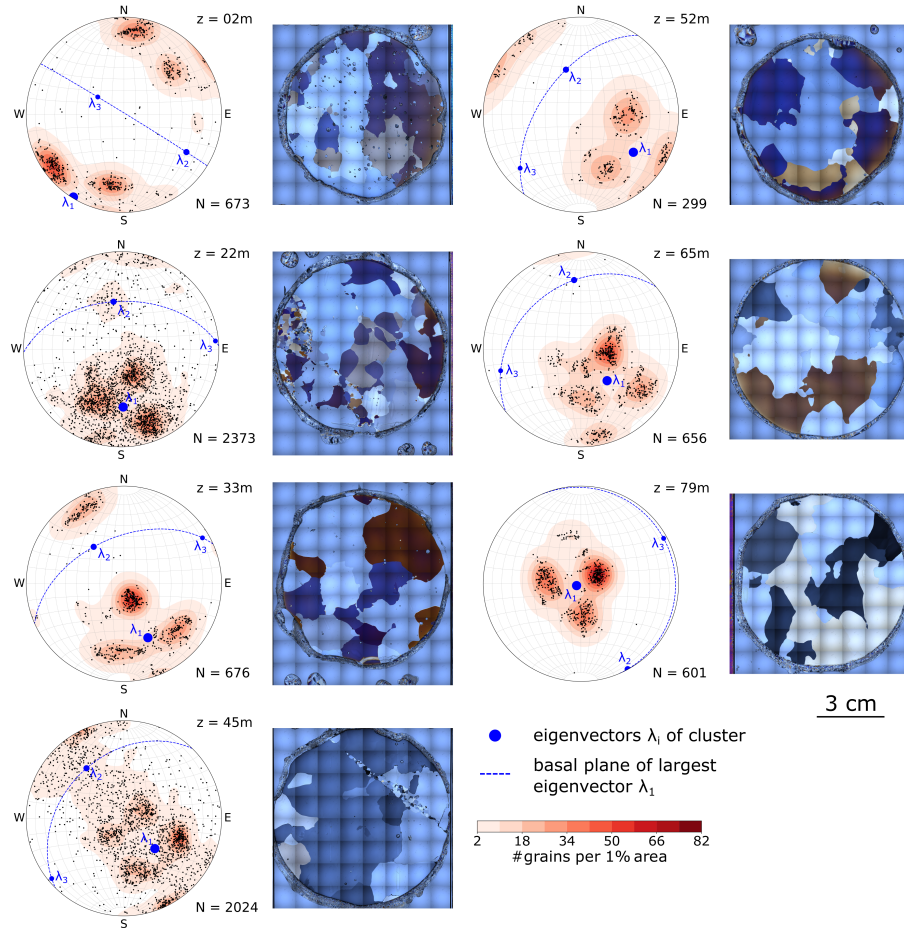 z = 02m
N
W
E
S
λ3
λ2
λ1
N = 673
z = 52m
λ2
λ3
λ1
N = 299
z = 22m
N
W
E
S
λ2
λ3
λ
N = 2373
z = 65m
W
E
λ2
λ3
λ1
N = 656
z = 33m
N
W
E
S
λ2
λ3
λ1
N = 676
z = 79m
λ3
λ1
λ2
N = 601
3 cm
z = 45m
N
W
E
S
λ2
λ
λ3
N = 2024
eigenvectors λi of cluster
basal plane of largest
eigenvector λ1
2 18 34 50 66 82
#grains per 1% area